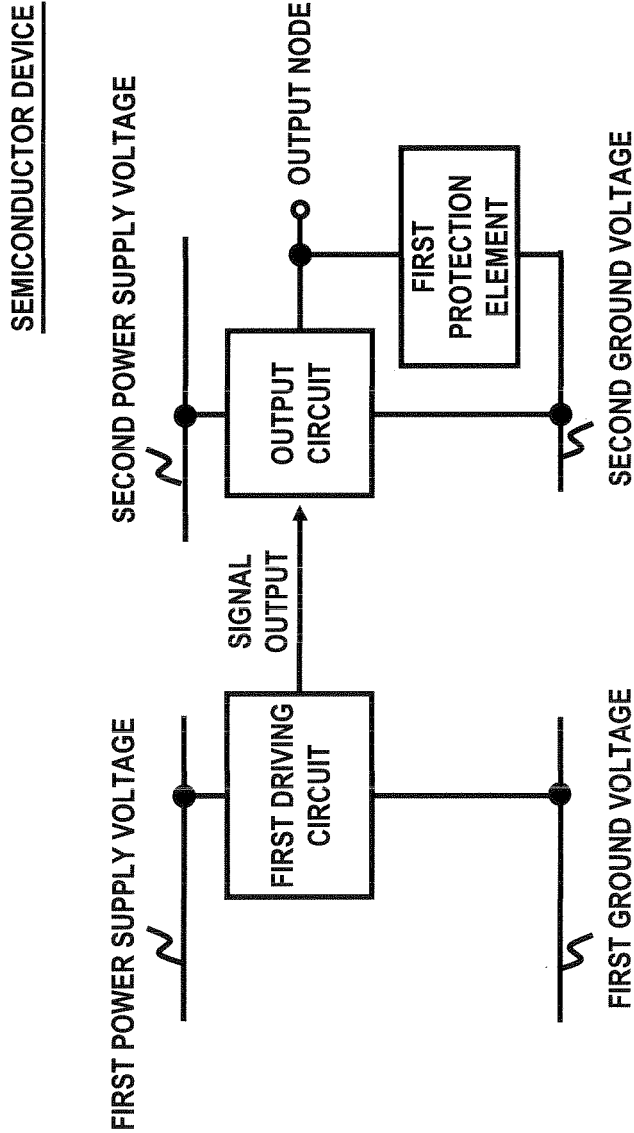 SEMICONDUCTOR DEVICE
FIRST POWER SUPPLY VOLTAGE
SECOND POWER SUPPLY VOLTAGE
FIRST DRIVING
CIRCUIT
SIGNAL
OUTPUT
OUTPUT
CIRCUIT
OUTPUT NODE
FIRST
PROTECTION
ELEMENT
FIRST GROUND VOLTAGE
SECOND GROUND VOLTAGE